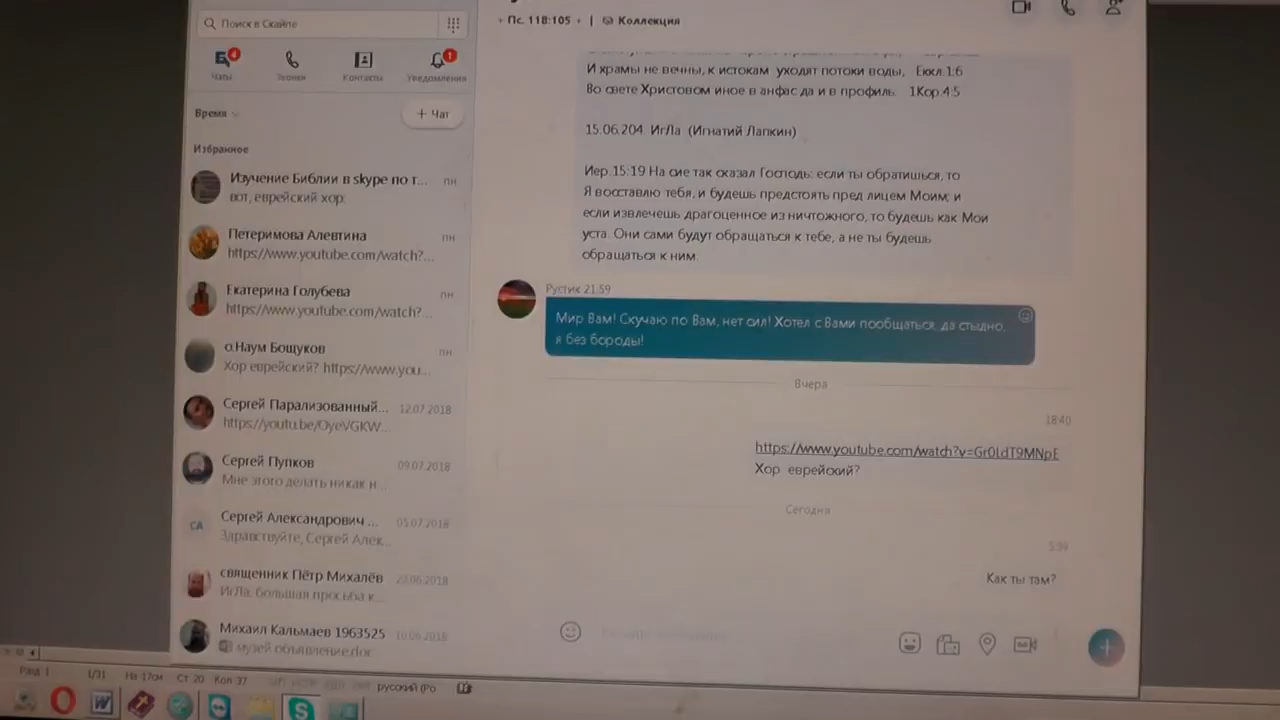 Поиск в Скайпе
4
1
Чаты
Звонки
Контакты
Уведомления
Время
+ Чат
Избранное
Изучение Библии в skype по т...
пн
вот, еврейский хор:
Петеримова Алевтина
пн
https://www.youtube.com/watch?...
Екатерина Голубева
пн
https://www.youtube.com/watch?...
о.Наум Бощуков
пн
Хор еврейский? https://www.you...
Сергей Парализованный...
12.07.2018
https://youtu.be/OyeVGKW...
Сергей Пупков
09.07.2018
Мне этого делать никак н...
СА
Сергей Александрович ...
05.07.2018
Здравствуйте, Сергей Алек...
священник Пётр Михалёв
23.06.2018
ИгЛа. большая просьба к...
Михаил Кальмаев 1963525
музей объявление.doc
Пс. 118:105 | Коллекция
И храмы не вечны, к истокам уходят потоки воды, Еккл.1:6
Во свете Христовом иное в анфас да и в профиль. 1Кор.4:5
15.06.204. ИгЛа (Игнатий Лапкин)
Иер.15:19 На сие так сказал Господь: если ты обратишься, то
Я восставлю тебя, и будешь предстоять пред лицем Моим; и
если извлечешь драгоценное из ничтожного, то будешь как Мои
уста. Они сами будут обращаться к тебе, а не ты будешь
обращаться к ним.
Рустик 21:59
Мир Вам! Скучаю по Вам, нет сил! Хотел с Вами пообщаться, да стыдно,
я без бороды!
Вчера
18:40
https://www.youtube.com/watch?v=Gr0LdT9MNpE
Хор еврейский?
Сегодня
5:39
Как ты там?
Разд 1
1/31
На 17см
Ст 20
Кол 37
русский (Ро